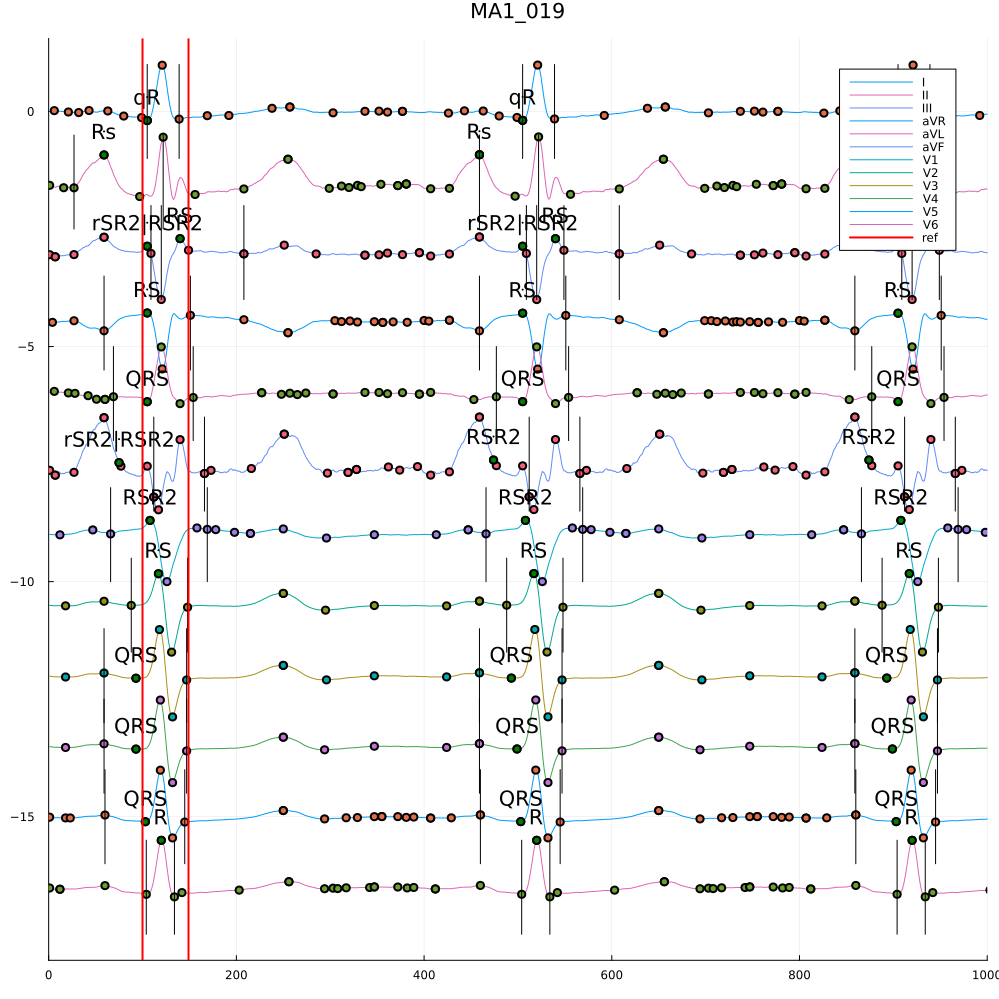 MA1_019
0
−5
−10
−15
0
200
400
600
800
1000
I
II
III
aVR
aVL
aVF
V1
V2
V3
V4
V5
V6
ref
qR
qR
Rs
Rs
rSR2
RSR2
RS
rSR2
RSR2
RS
RS
RS
RS
QRS
QRS
QRS
rSR2
RSR2
RSR2
RSR2
RSR2
RSR2
RSR2
RS
RS
RS
QRS
QRS
QRS
QRS
QRS
QRS
QRS
QRS
QRS
R
R
R